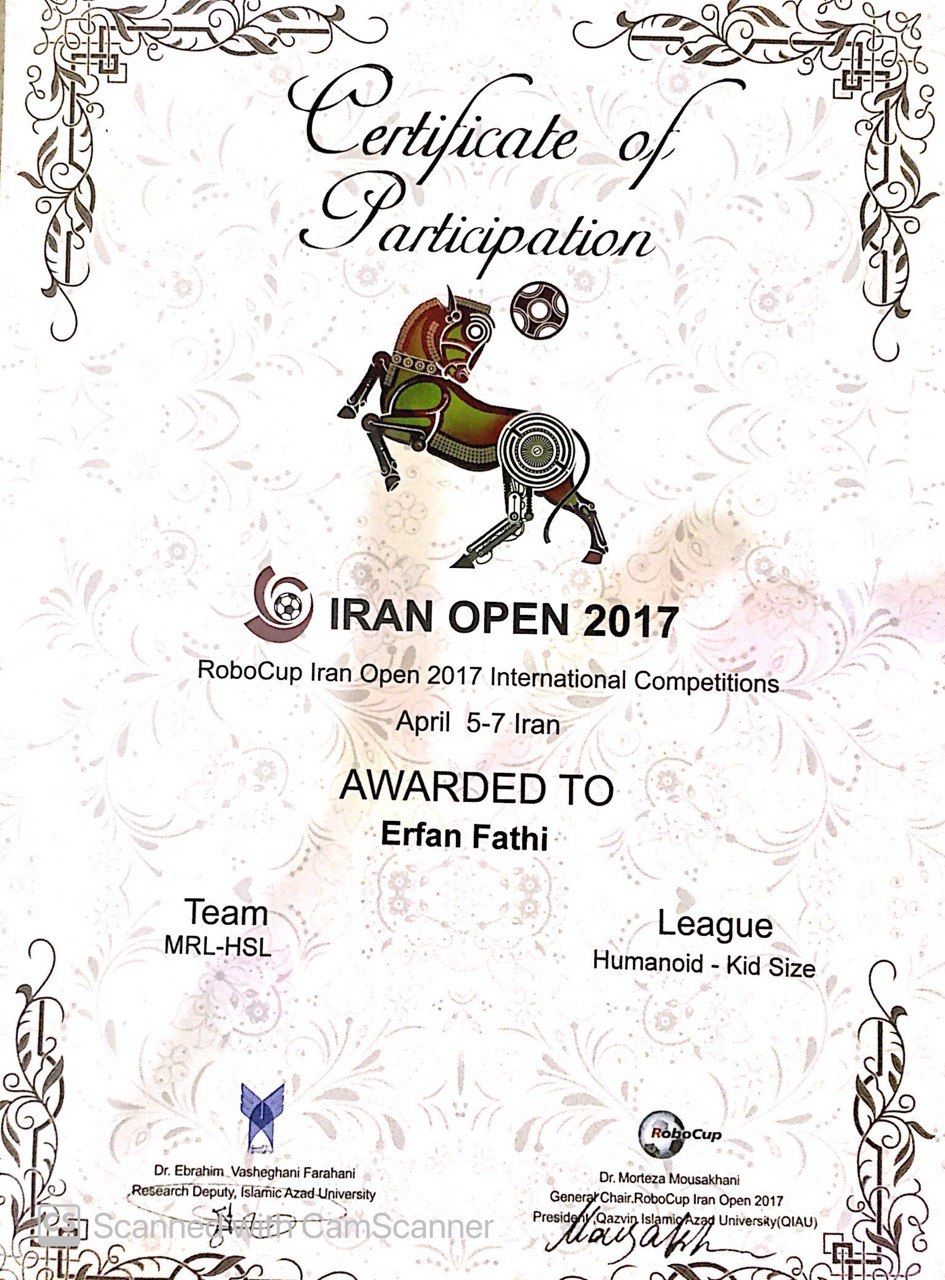 Certificate of
Participation
IRAN OPEN 2017
RoboCup Iran Open 2017 International Competitions
April 5-7 Iran
AWARDED TO
Erfan Fathi
Team
MRL-HSL
League
Humanoid - Kid Size
RoboCup
Dr. Ebrahim Vasheghani Farahani
Research Deputy, Islamic Azad University
Dr. Morteza Mousakhani
General Chair.RoboCup Iran Open 2017
President,Qazvin Islamic Azad University(QIAU)
CS Scanned with CamScanner